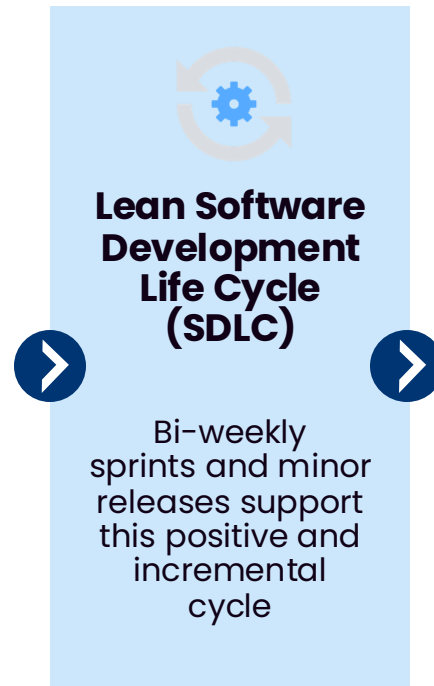 Lean Software
Development
Life Cycle
(SDLC)
Bi-weekly
sprints and minor
releases support
this positive and
incremental
cycle